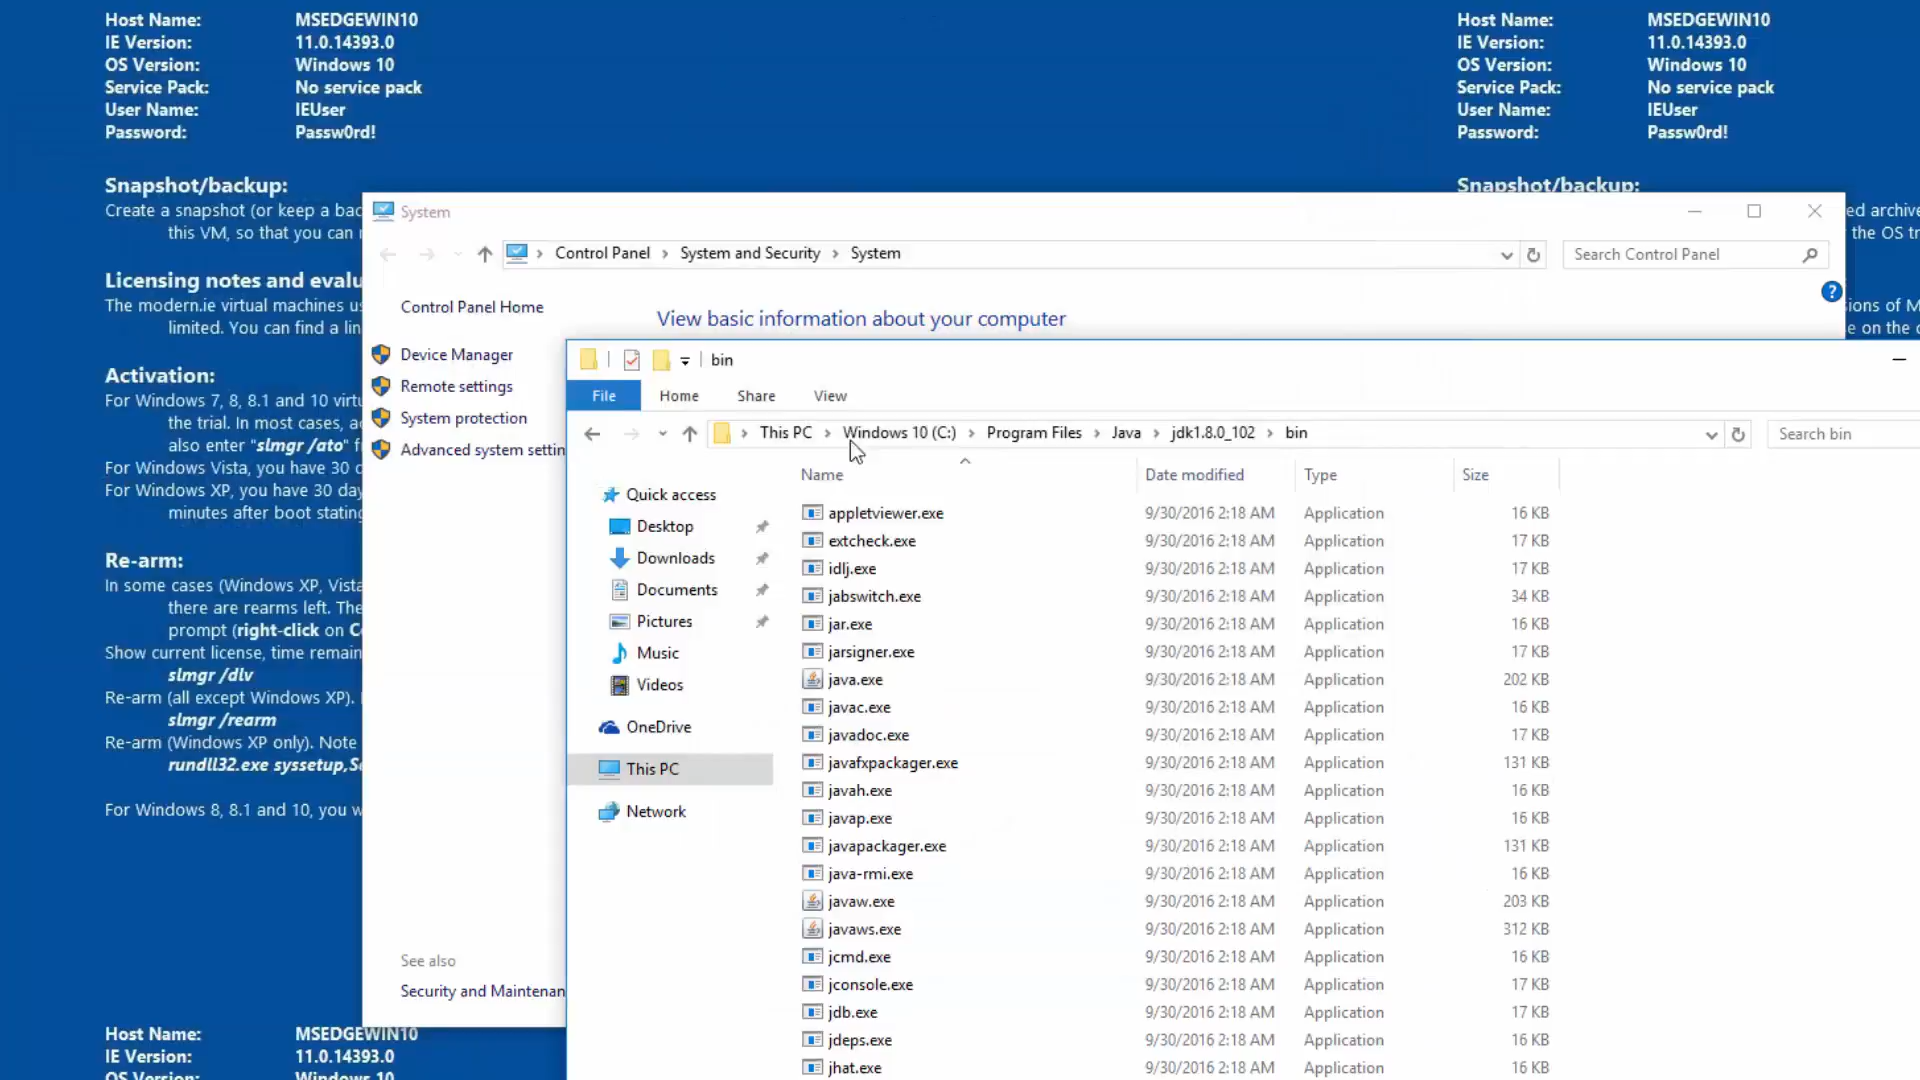 Host Name: MSEDGEWIN10
IE Version: 11.0.14393.0
OS Version: Windows 10
Service Pack: No service pack
User Name: IEUser
Password: Passw0rd!
Snapshot/backup:
Create a snapshot (or keep a bac
this VM, so that you can
Licensing notes and evalu
The modern.ie virtual machines u
limited. You can find a lin
Activation:
For Windows 7, 8, 8.1 and 10 virtu
the trial. In most cases, a
also enter "slmgr /ato" f
For Windows Vista, you have 30 d
For Windows XP, you have 30 day
minutes after boot stating
Re-arm:
In some cases (Windows XP, Vista
there are rearms left. The
prompt (right-click on C
Show current license, time remain
slmgr /dlv
Re-arm (all except Windows XP).
slmgr /rearm
Re-arm (Windows XP only). Note
rundll32.exe syssetup,S
For Windows 8, 8.1 and 10, you w
Host Name: MSEDGEWIN10
IE Version: 11.0.14393.0
OS Version: Windows 10
Host Name: MSEDGEWIN10
IE Version: 11.0.14393.0
OS Version: Windows 10
Service Pack: No service pack
User Name: IEUser
Password: Passw0rd!
Snapshot/backup:
ed archive
the OS tr
ions of M
e on the
System
Control Panel > System and Security > System
Search Control Panel
Control Panel Home
Device Manager
Remote settings
System protection
Advanced system settin
See also
Security and Maintenan
View basic information about your computer
bin
File Home Share View
This PC > Windows 10 (C:) > Program Files > Java > jdk1.8.0_102 > bin
Search bin
Quick access
Desktop
Downloads
Documents
Pictures
Music
Videos
OneDrive
This PC
Network
Name Date modified Type Size
appletviewer.exe 9/30/2016 2:18 AM Application 16 KB
extcheck.exe 9/30/2016 2:18 AM Application 17 KB
idlj.exe 9/30/2016 2:18 AM Application 17 KB
jabswitch.exe 9/30/2016 2:18 AM Application 34 KB
jar.exe 9/30/2016 2:18 AM Application 16 KB
jarsigner.exe 9/30/2016 2:18 AM Application 17 KB
java.exe 9/30/2016 2:18 AM Application 202 KB
javac.exe 9/30/2016 2:18 AM Application 16 KB
javadoc.exe 9/30/2016 2:18 AM Application 17 KB
javafxpackager.exe 9/30/2016 2:18 AM Application 131 KB
javah.exe 9/30/2016 2:18 AM Application 16 KB
javap.exe 9/30/2016 2:18 AM Application 16 KB
javapackager.exe 9/30/2016 2:18 AM Application 131 KB
java-rmi.exe 9/30/2016 2:18 AM Application 16 KB
javaw.exe 9/30/2016 2:18 AM Application 203 KB
javaws.exe 9/30/2016 2:18 AM Application 312 KB
jcmd.exe 9/30/2016 2:18 AM Application 16 KB
jconsole.exe 9/30/2016 2:18 AM Application 17 KB
jdb.exe 9/30/2016 2:18 AM Application 17 KB
jdeps.exe 9/30/2016 2:18 AM Application 16 KB
jhat.exe 9/30/2016 2:18 AM Application 16 KB